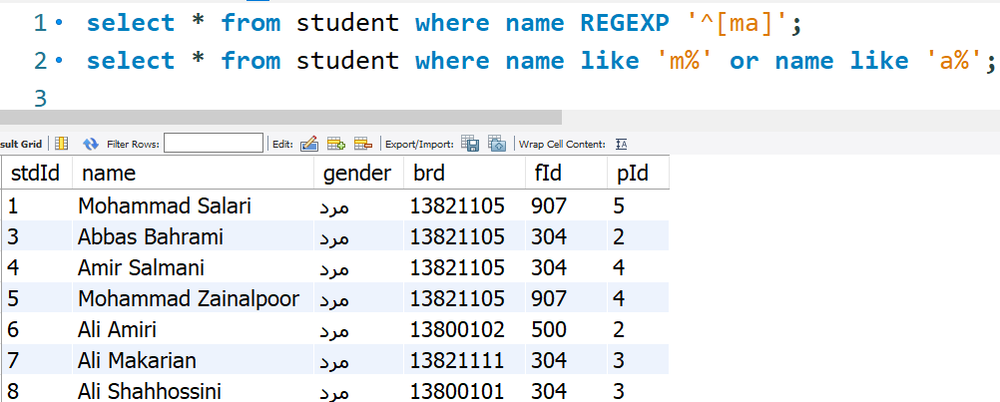 1 select * from student where name REGEXP '^[ma]';
2 select * from student where name like 'm%' or name like 'a%';
3
sult Grid Filter Rows: Edit: Export/Import: Wrap Cell Content:
stdId name gender brd fId pId
1 Mohammad Salari مرد 13821105 907 5
3 Abbas Bahrami مرد 13821105 304 2
4 Amir Salmani مرد 13821105 304 4
5 Mohammad Zainalpoor مرد 13821105 907 4
6 Ali Amiri مرد 13800102 500 2
7 Ali Makarian مرد 13821111 304 3
8 Ali Shahhossini مرد 13800101 304 3